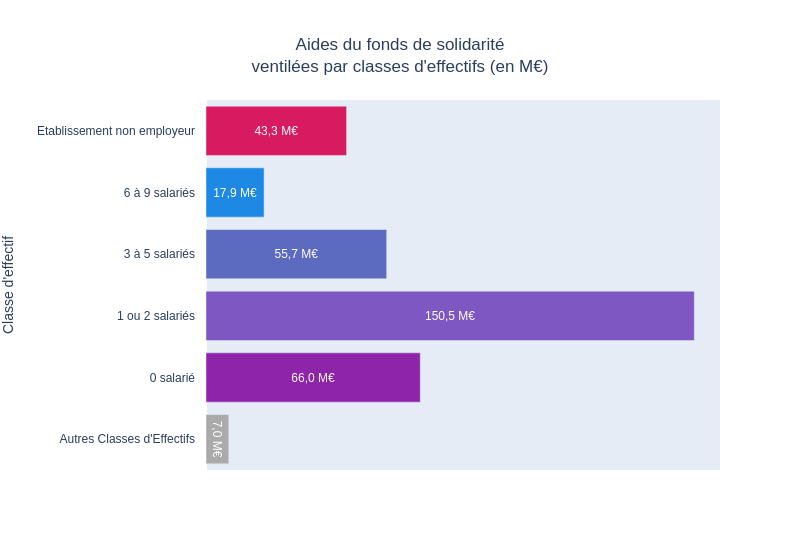 Aides du fonds de solidarité
ventilées par classes d'effectifs (en M€)
Classe d'effectif
Etablissement non employeur
43,3 M€
6 à 9 salariés
17,9 M€
3 à 5 salariés
55,7 M€
1 ou 2 salariés
150,5 M€
0 salarié
66,0 M€
Autres Classes d'Effectifs
7,0 M€